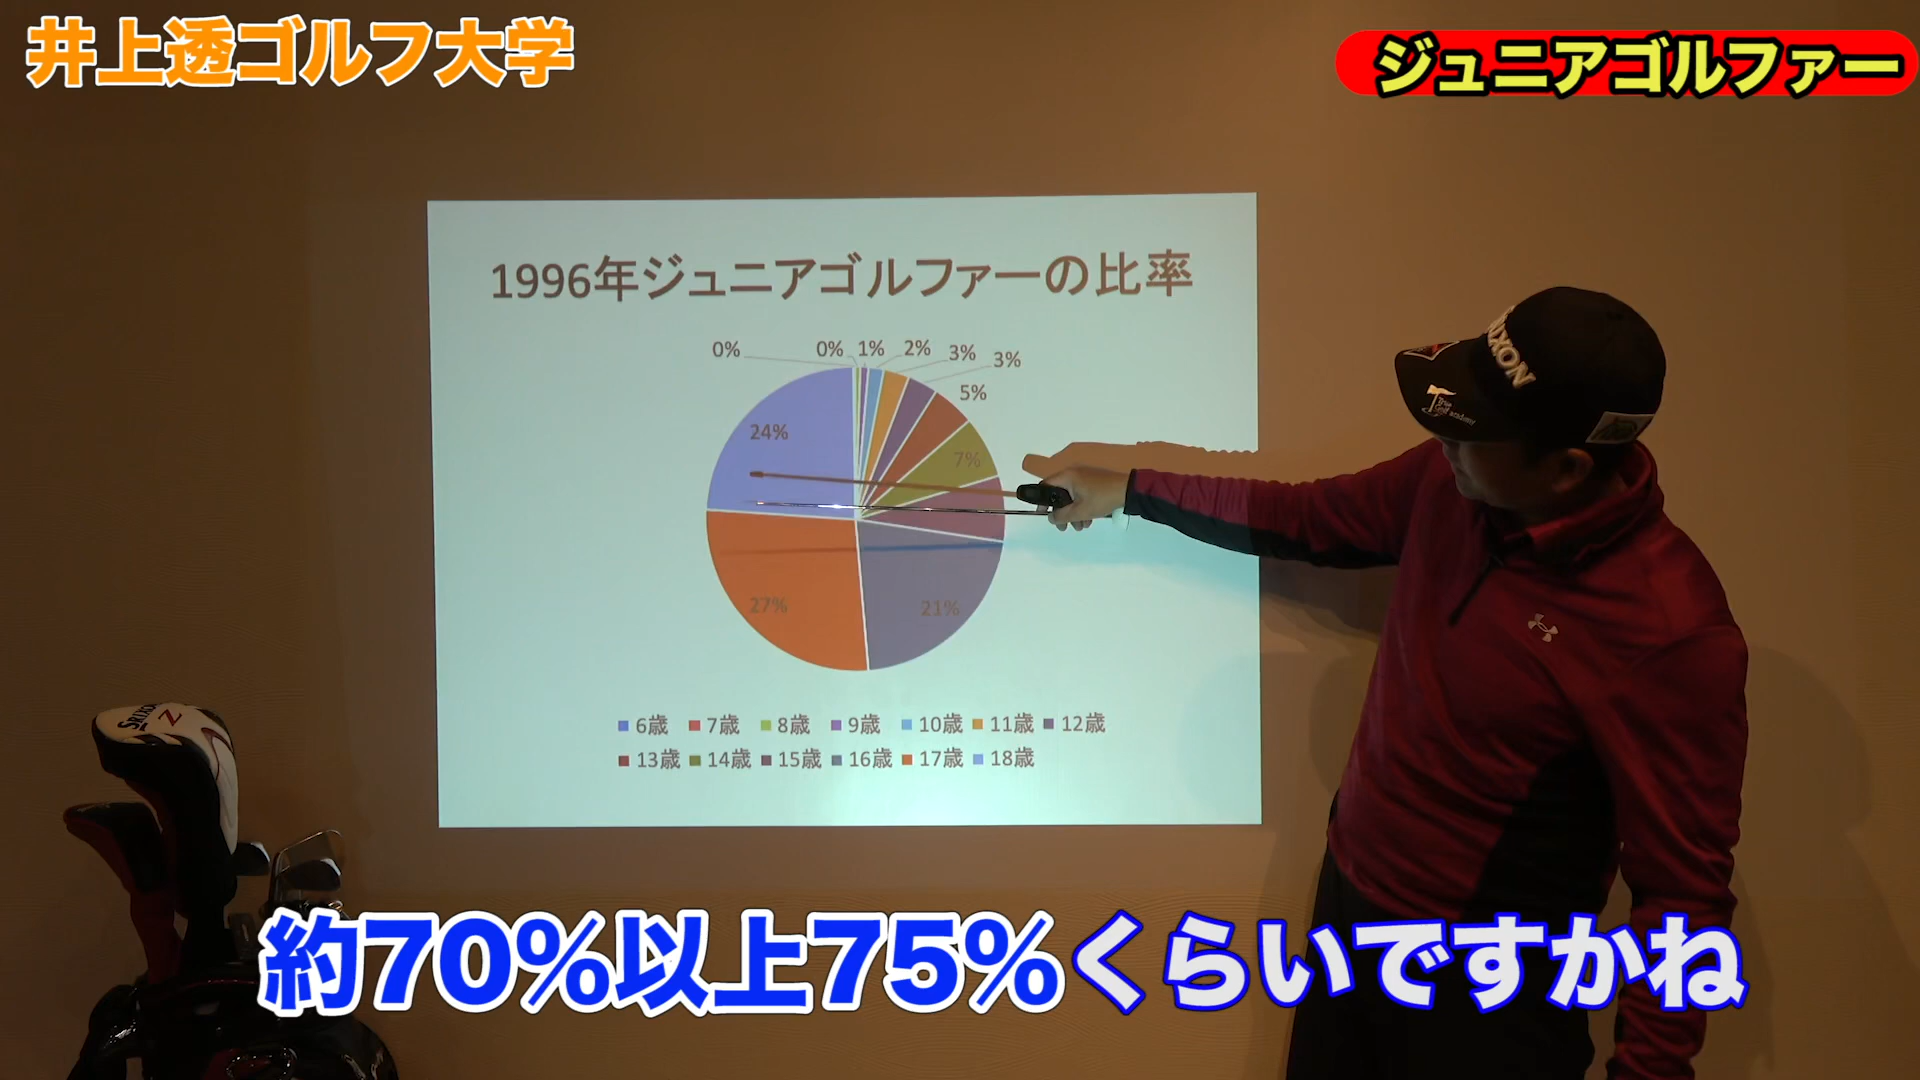 井上透ゴルフ大学
ジュニアゴルファー
1996年ジュニアゴルファーの比率
0%
0%
1%
2%
3%
3%
5%
7%
24%
27%
21%
6歳 7歳 8歳 9歳 10歳 11歳 12歳
13歳 14歳 15歳 16歳 17歳 18歳
SRIXON
Z
約70%以上75%くらいですかね